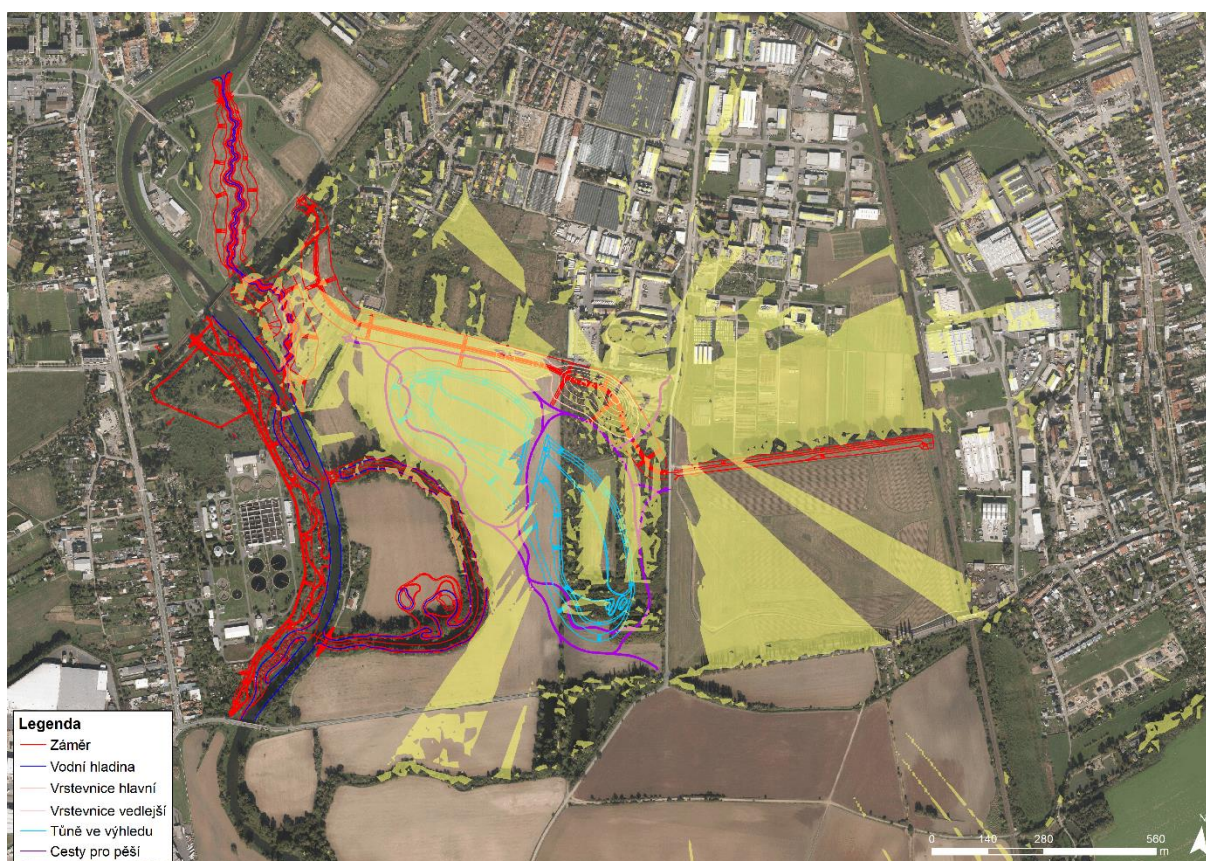 Legenda
Záměr
Vodní hladina
Vrstevnice hlavní
Vrstevnice vedlejší
Tůně ve výhledu
Cesty pro pěší
0 140 280 560
m